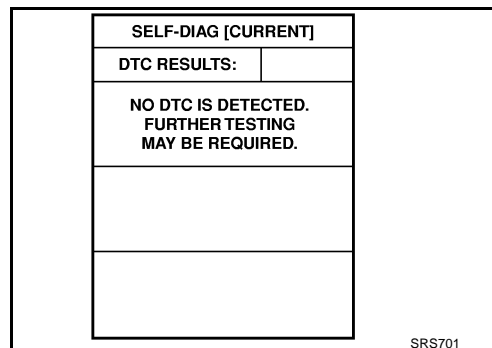 SELF-DIAG [CURRENT]
DTC RESULTS:
NO DTC IS DETECTED.
FURTHER TESTING
MAY BE REQUIRED.
SRS701